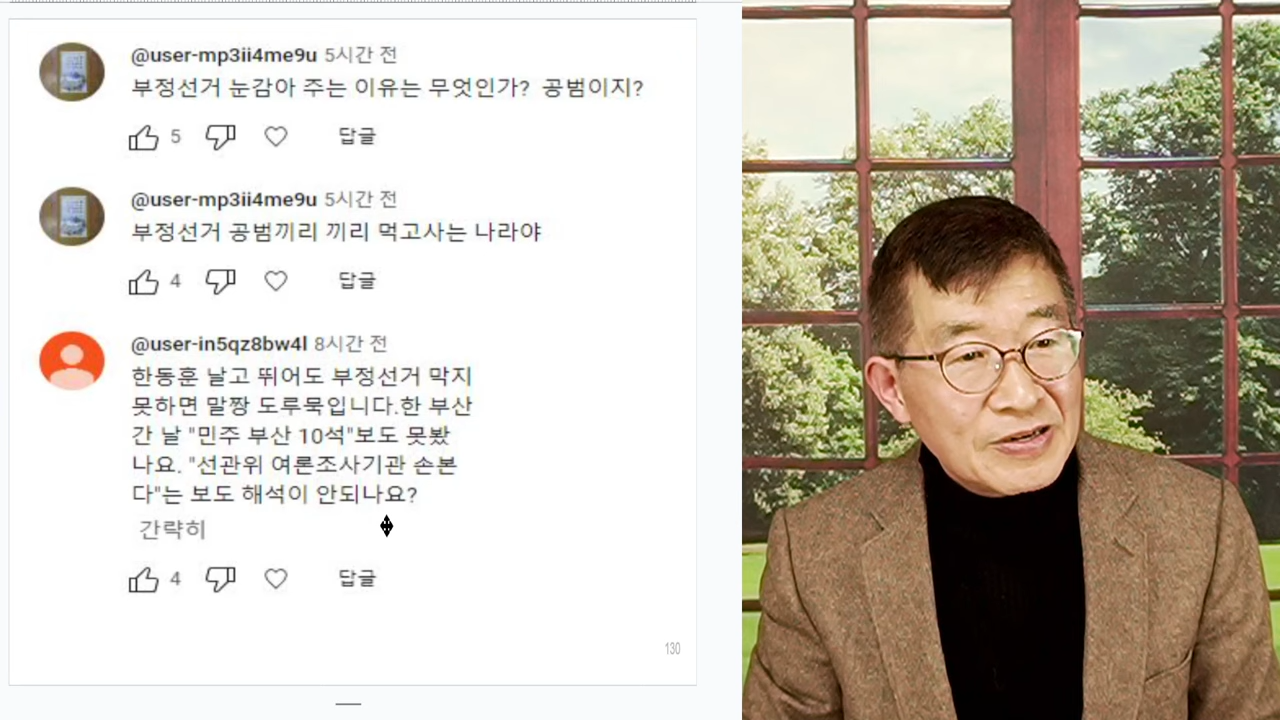 @user-mp3ii4me9u 5시간 전
부정선거 눈감아 주는 이유는 무엇인가? 공범이지?
5 답글
@user-mp3ii4me9u 5시간 전
부정선거 공범끼리 끼리 먹고사는 나라야
4 답글
@user-in5qz8bw4l 8시간 전
한동훈 날고 뛰어도 부정선거 막지
못하면 말짱 도루묵입니다.한 부산
간 날 "민주 부산 10석"보도 못봤
나요. "선관위 여론조사기관 손본
다"는 보도 해석이 안되나요?
간략히
4 답글
130